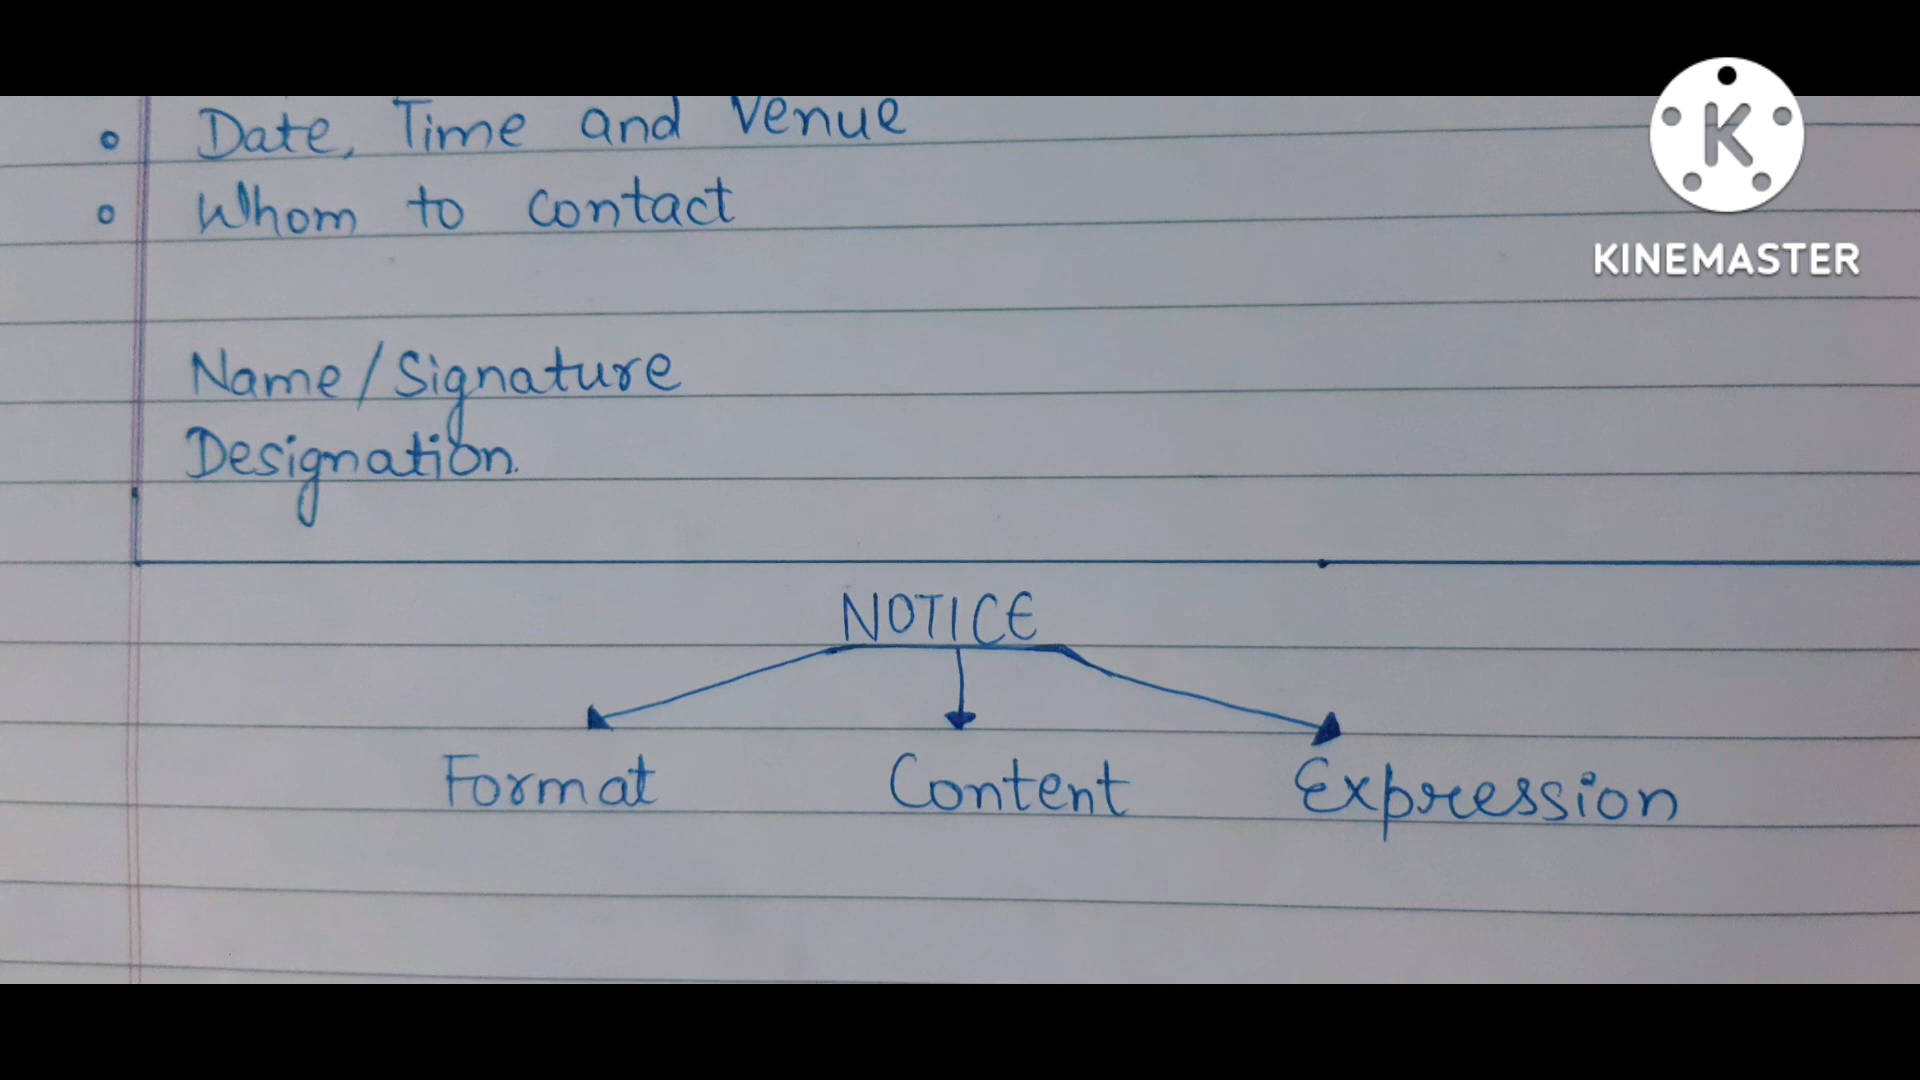 • Date, Time and Venue
• Whom to contact
Name/Signature
Designation.
NOTICE
Format Content Expression
K
KINEMASTER